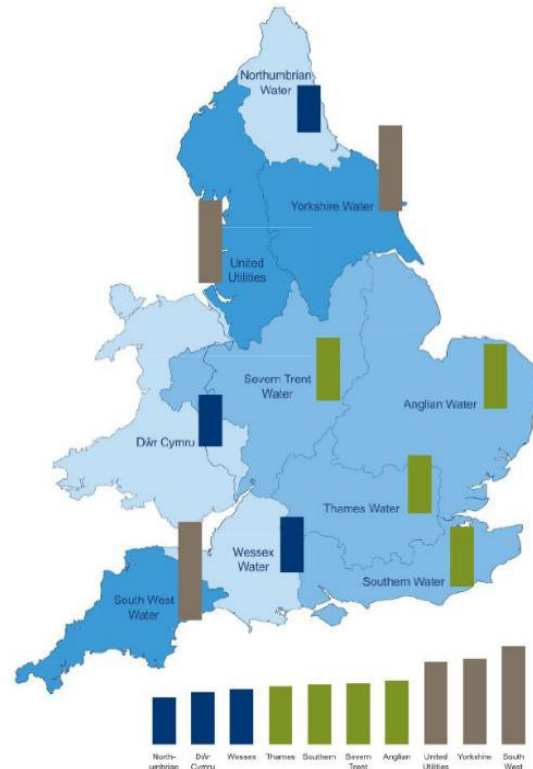 Northumbrian
Water
Yorkshire Water
United
Utilities
Severn Trent
Water
Anglian Water
Dŵr Cymru
Thames Water
Wessex
Water
Southern Water
South West
Water
North-
umbrian
Dŵr
Cymru
Wessex
Thames
Southern
Severn
Trent
Anglian
United
Utilities
Yorkshire
South
West